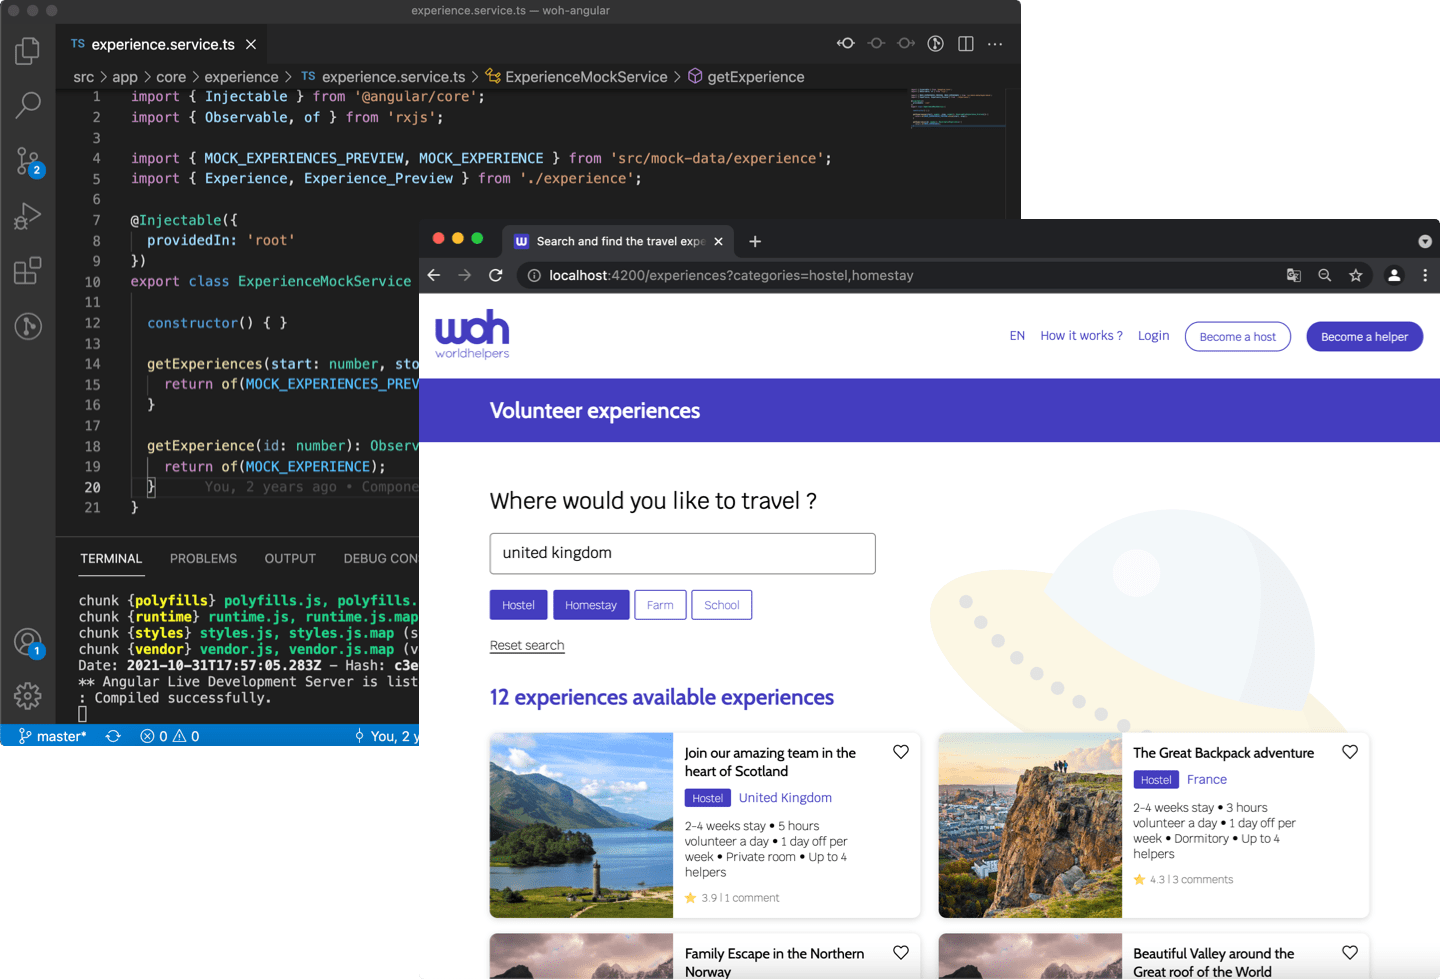 experience.service.ts — woh-angular
TS experience.service.ts
src > app > core > experience > TS experience.service.ts > ExperienceMockService > getExperience
1 import { Injectable } from '@angular/core';
2 import { Observable, of } from 'rxjs';
3
4 import { MOCK_EXPERIENCES_PREVIEW, MOCK_EXPERIENCE } from 'src/mock-data/experience';
5 import { Experience, Experience_Preview } from './experience';
6
7 @Injectable({
8 providedIn: 'root'
9 })
10 export class ExperienceMockService
11
12 constructor() { }
13
14 getExperiences(start: number, sto
15 return of(MOCK_EXPERIENCES_PREV
16 }
17
18 getExperience(id: number): Observ
19 return of(MOCK_EXPERIENCE);
20 } You, 2 years ago • Compone
21 }
2
1
TERMINAL PROBLEMS OUTPUT DEBUG CON
chunk {polyfills} polyfills.js, polyfills.
chunk {runtime} runtime.js, runtime.js.map
chunk {styles} styles.js, styles.js.map (s
chunk {vendor} vendor.js, vendor.js.map (v
Date: 2021-10-31T17:57:05.283Z - Hash: c3e
** Angular Live Development Server is list
: Compiled successfully.
master* 0 0 You, 2 y
w Search and find the travel expe
localhost:4200/experiences?categories=hostel,homestay
woh
worldhelpers
EN How it works ? Login Become a host Become a helper
Volunteer experiences
Where would you like to travel ?
united kingdom
Hostel Homestay Farm School
Reset search
12 experiences available experiences
Join our amazing team in the
heart of Scotland
Hostel United Kingdom
2-4 weeks stay • 5 hours
volunteer a day • 1 day off per
week • Private room • Up to 4
helpers
3.9 | 1 comment
The Great Backpack adventure
Hostel France
2-4 weeks stay • 3 hours
volunteer a day • 1 day off per
week • Dormitory • Up to 4
helpers
4.3 | 3 comments
Family Escape in the Northern
Norway
Beautiful Valley around the
Great roof of the World